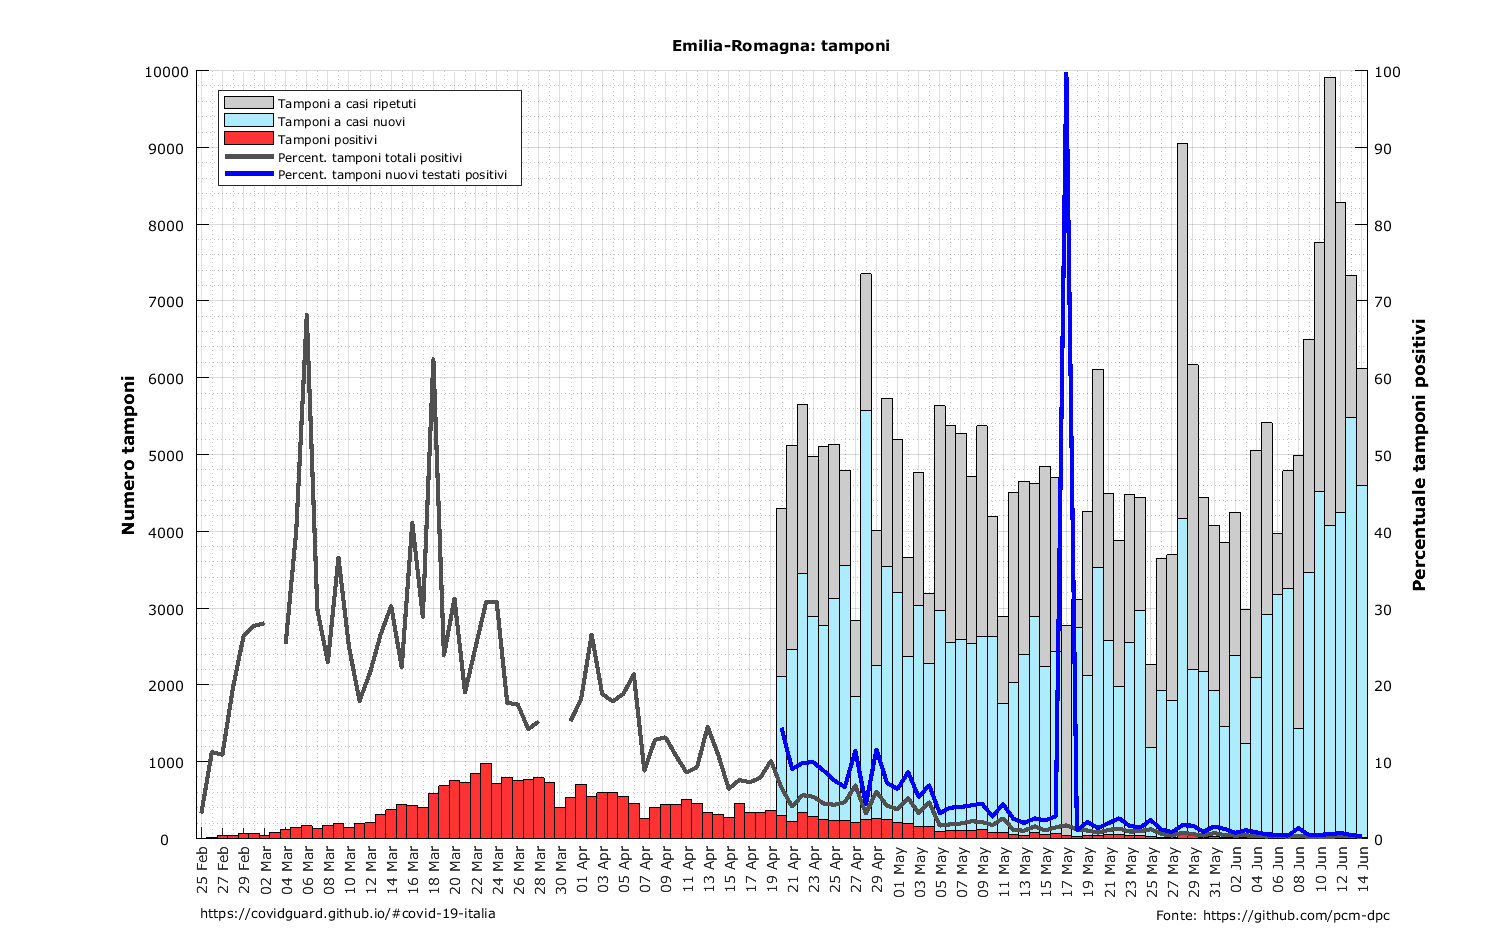 Emilia-Romagna: tamponi
Tamponi a casi ripetuti
Tamponi a casi nuovi
Tamponi positivi
Percent. tamponi totali positivi
Percent. tamponi nuovi testati positivi
Numero tamponi
10000
9000
8000
7000
6000
5000
4000
3000
2000
1000
0
Percentuale tamponi positivi
100
90
80
70
60
50
40
30
20
10
0
25 Feb
27 Feb
29 Feb
02 Mar
04 Mar
06 Mar
08 Mar
10 Mar
12 Mar
14 Mar
16 Mar
18 Mar
20 Mar
22 Mar
24 Mar
26 Mar
28 Mar
30 Mar
01 Apr
03 Apr
05 Apr
07 Apr
09 Apr
11 Apr
13 Apr
15 Apr
17 Apr
19 Apr
21 Apr
23 Apr
25 Apr
27 Apr
29 Apr
01 May
03 May
05 May
07 May
09 May
11 May
13 May
15 May
17 May
19 May
21 May
23 May
25 May
27 May
29 May
31 May
02 Jun
04 Jun
06 Jun
08 Jun
10 Jun
12 Jun
14 Jun
https://covidguard.github.io/#covid-19-italia
Fonte: https://github.com/pcm-dpc